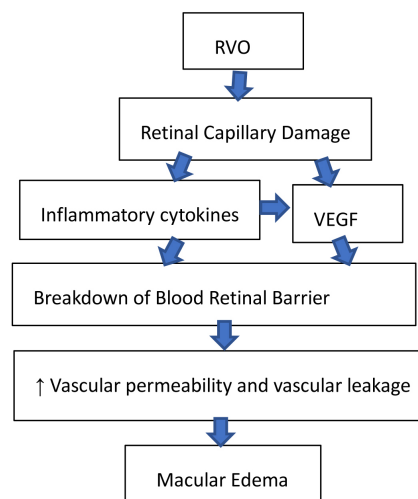 RVO
Retinal Capillary Damage
Inflammatory cytokines
VEGF
Breakdown of Blood Retinal Barrier
↑ Vascular permeability and vascular leakage
Macular Edema